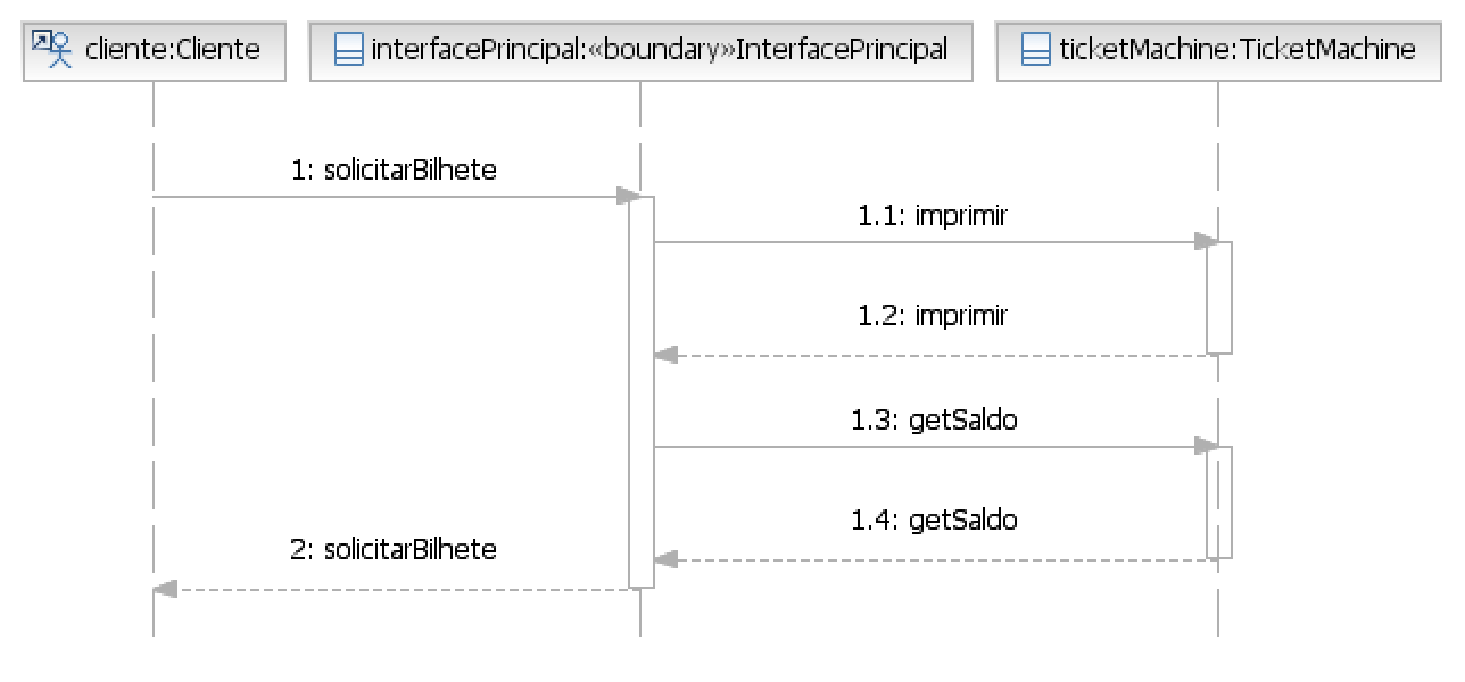 cliente:Cliente
interfacePrincipal:«boundary»InterfacePrincipal
ticketMachine:TicketMachine
1: solicitarBilhete
1.1: imprimir
1.2: imprimir
1.3: getSaldo
1.4: getSaldo
2: solicitarBilhete